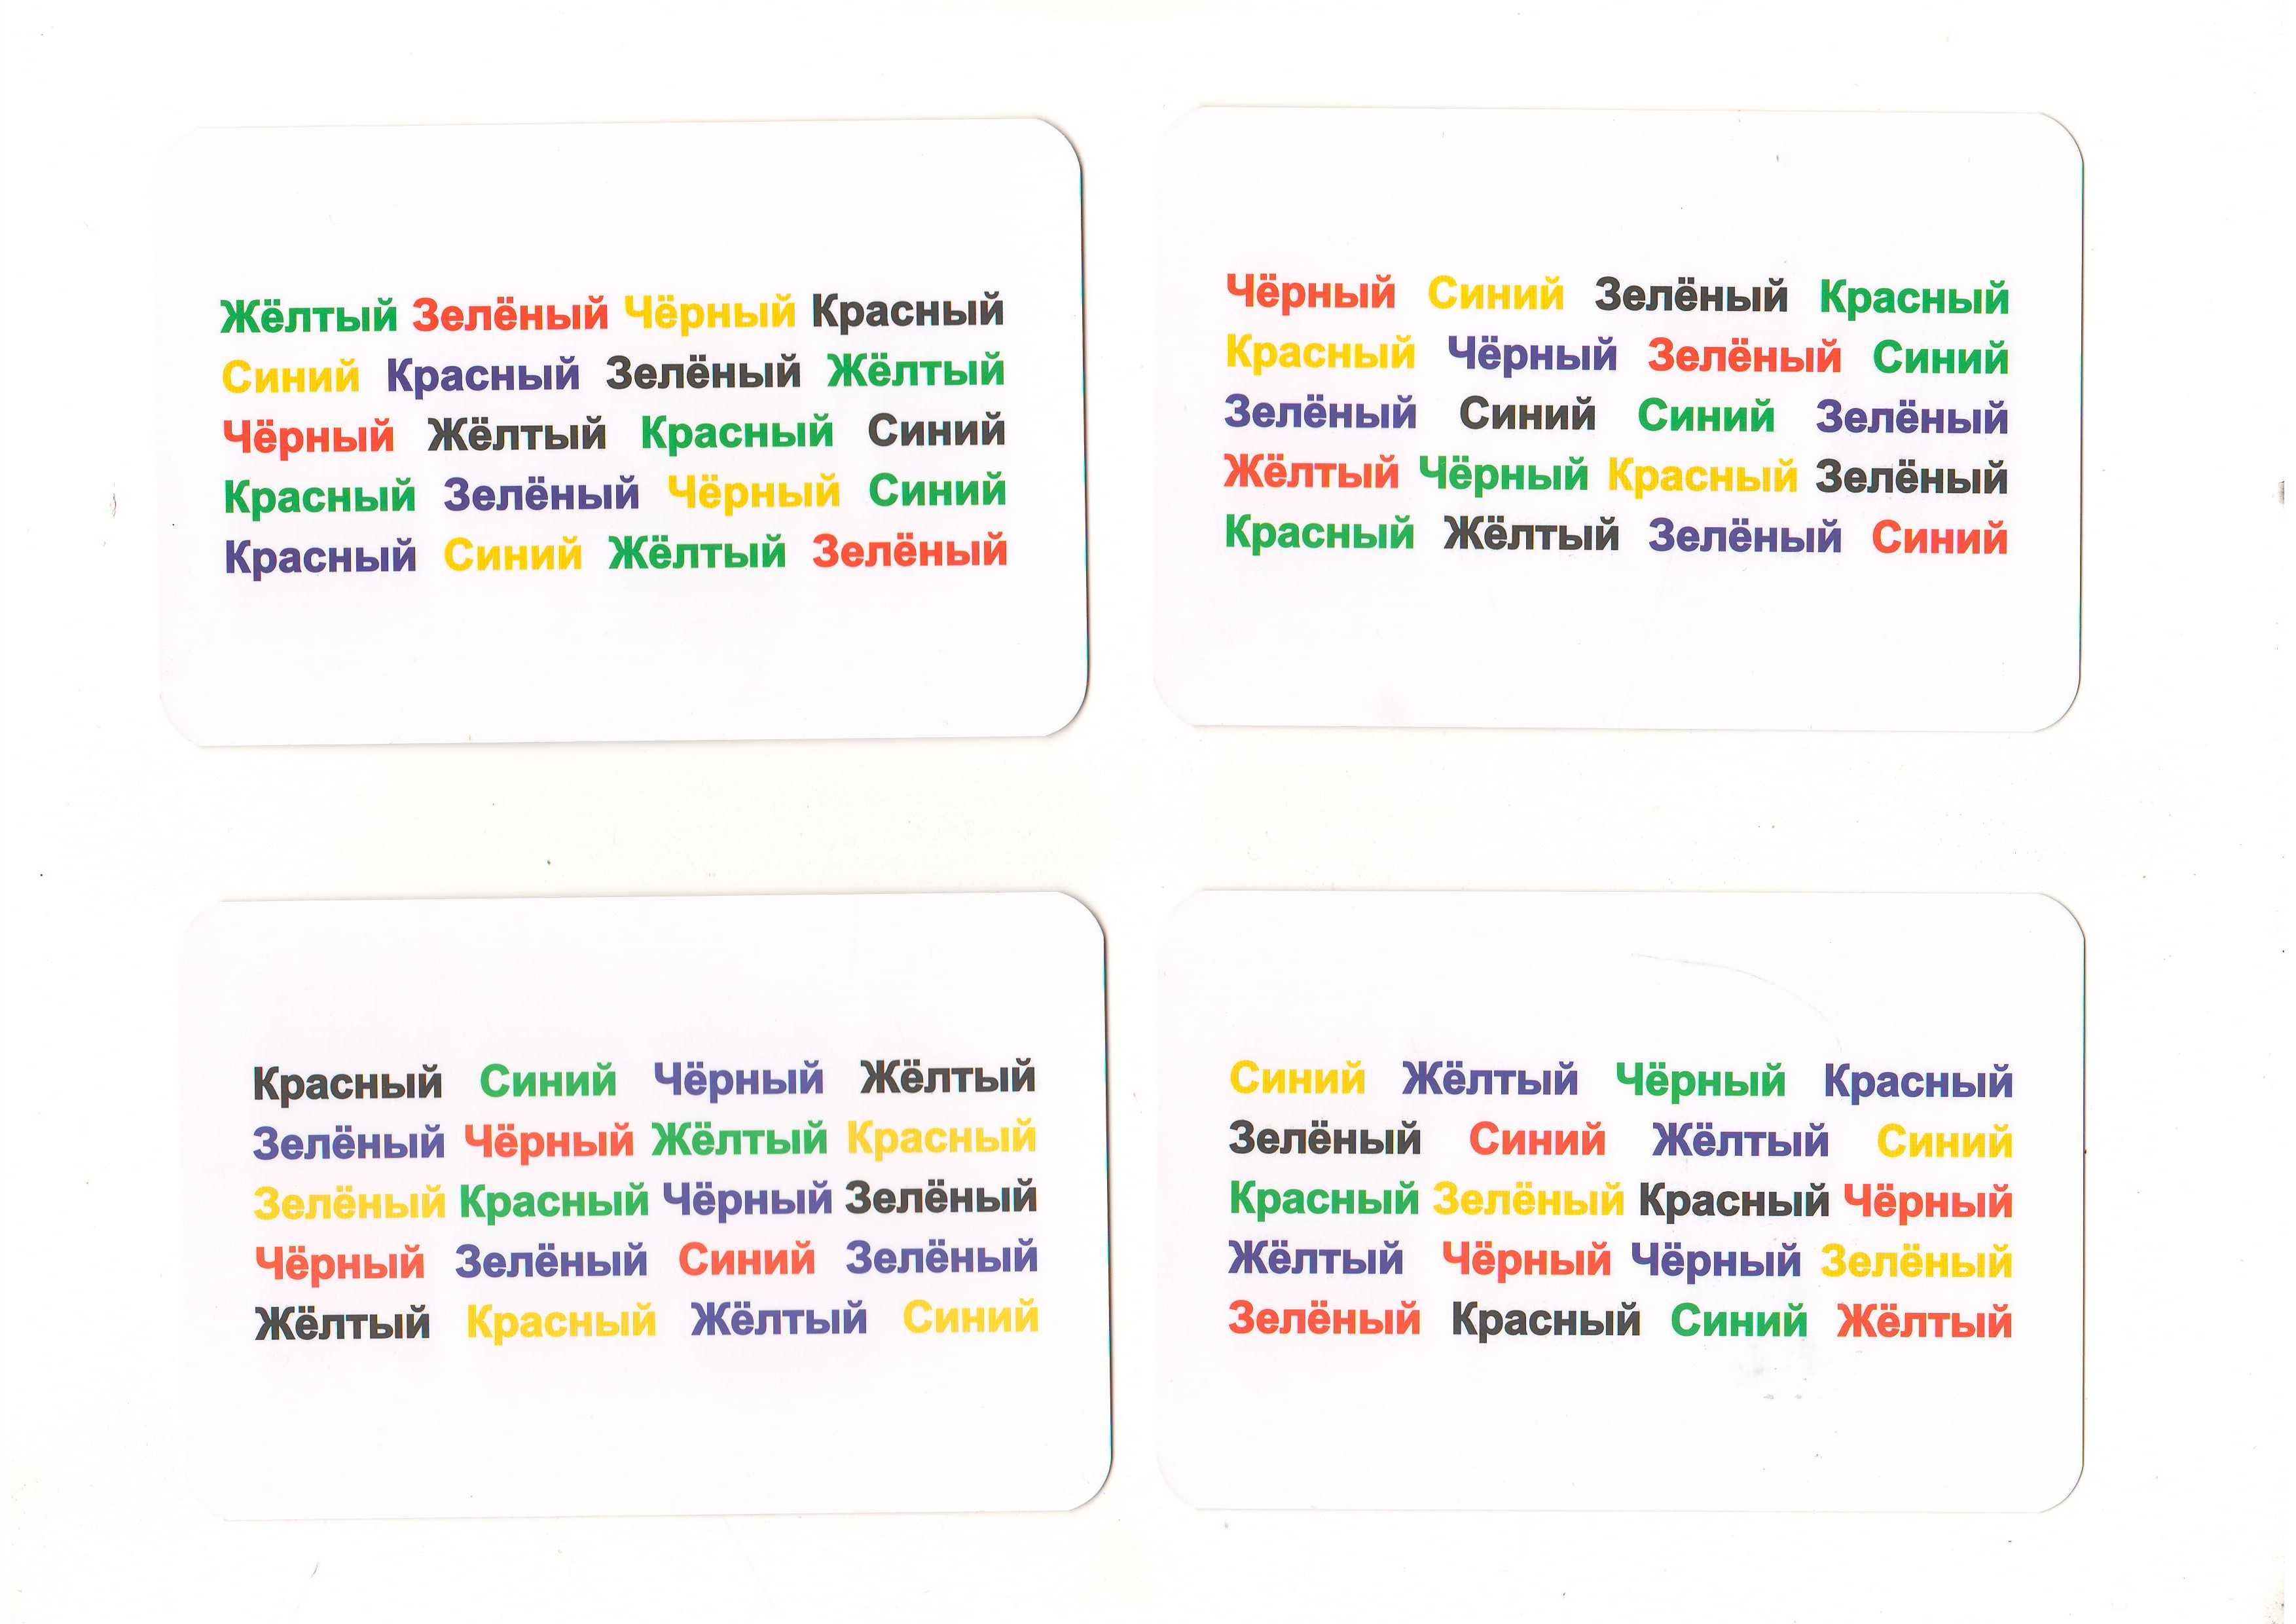 Жёлтый Зелёный Чёрный Красный
Синий Красный Зелёный Жёлтый
Чёрный Жёлтый Красный Синий
Красный Зелёный Чёрный Синий
Красный Синий Жёлтый Зелёный
Чёрный Синий Зелёный Красный
Красный Чёрный Зелёный Синий
Зелёный Синий Синий Зелёный
Жёлтый Чёрный Красный Зелёный
Красный Жёлтый Зелёный Синий
Красный Синий Чёрный Жёлтый
Зелёный Чёрный Жёлтый Красный
Зелёный Красный Чёрный Зелёный
Чёрный Зелёный Синий Зелёный
Жёлтый Красный Жёлтый Синий
Синий Жёлтый Чёрный Красный
Зелёный Синий Жёлтый Синий
Красный Зелёный Красный Чёрный
Жёлтый Чёрный Чёрный Зелёный
Зелёный Красный Синий Жёлтый